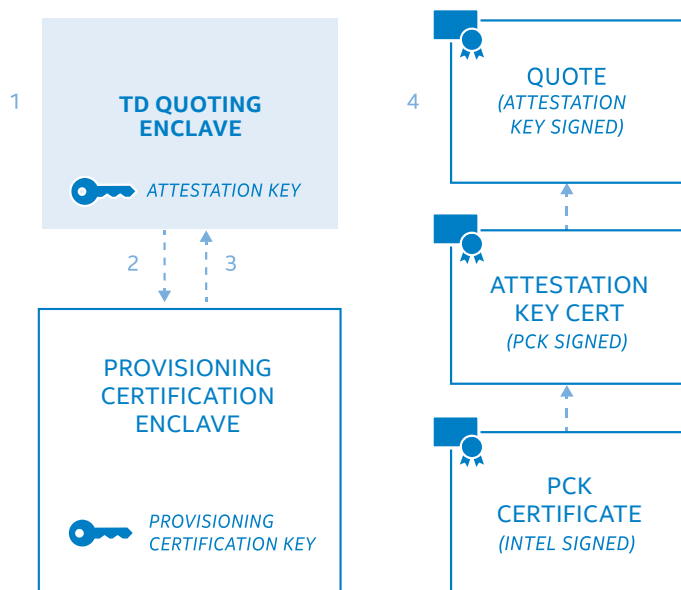 1
TD QUOTING
ENCLAVE
ATTESTATION KEY
2
3
PROVISIONING
CERTIFICATION
ENCLAVE
PROVISIONING
CERTIFICATION KEY
4
QUOTE
(ATTESTATION
KEY SIGNED)
ATTESTATION
KEY CERT
(PCK SIGNED)
PCK
CERTIFICATE
(INTEL SIGNED)